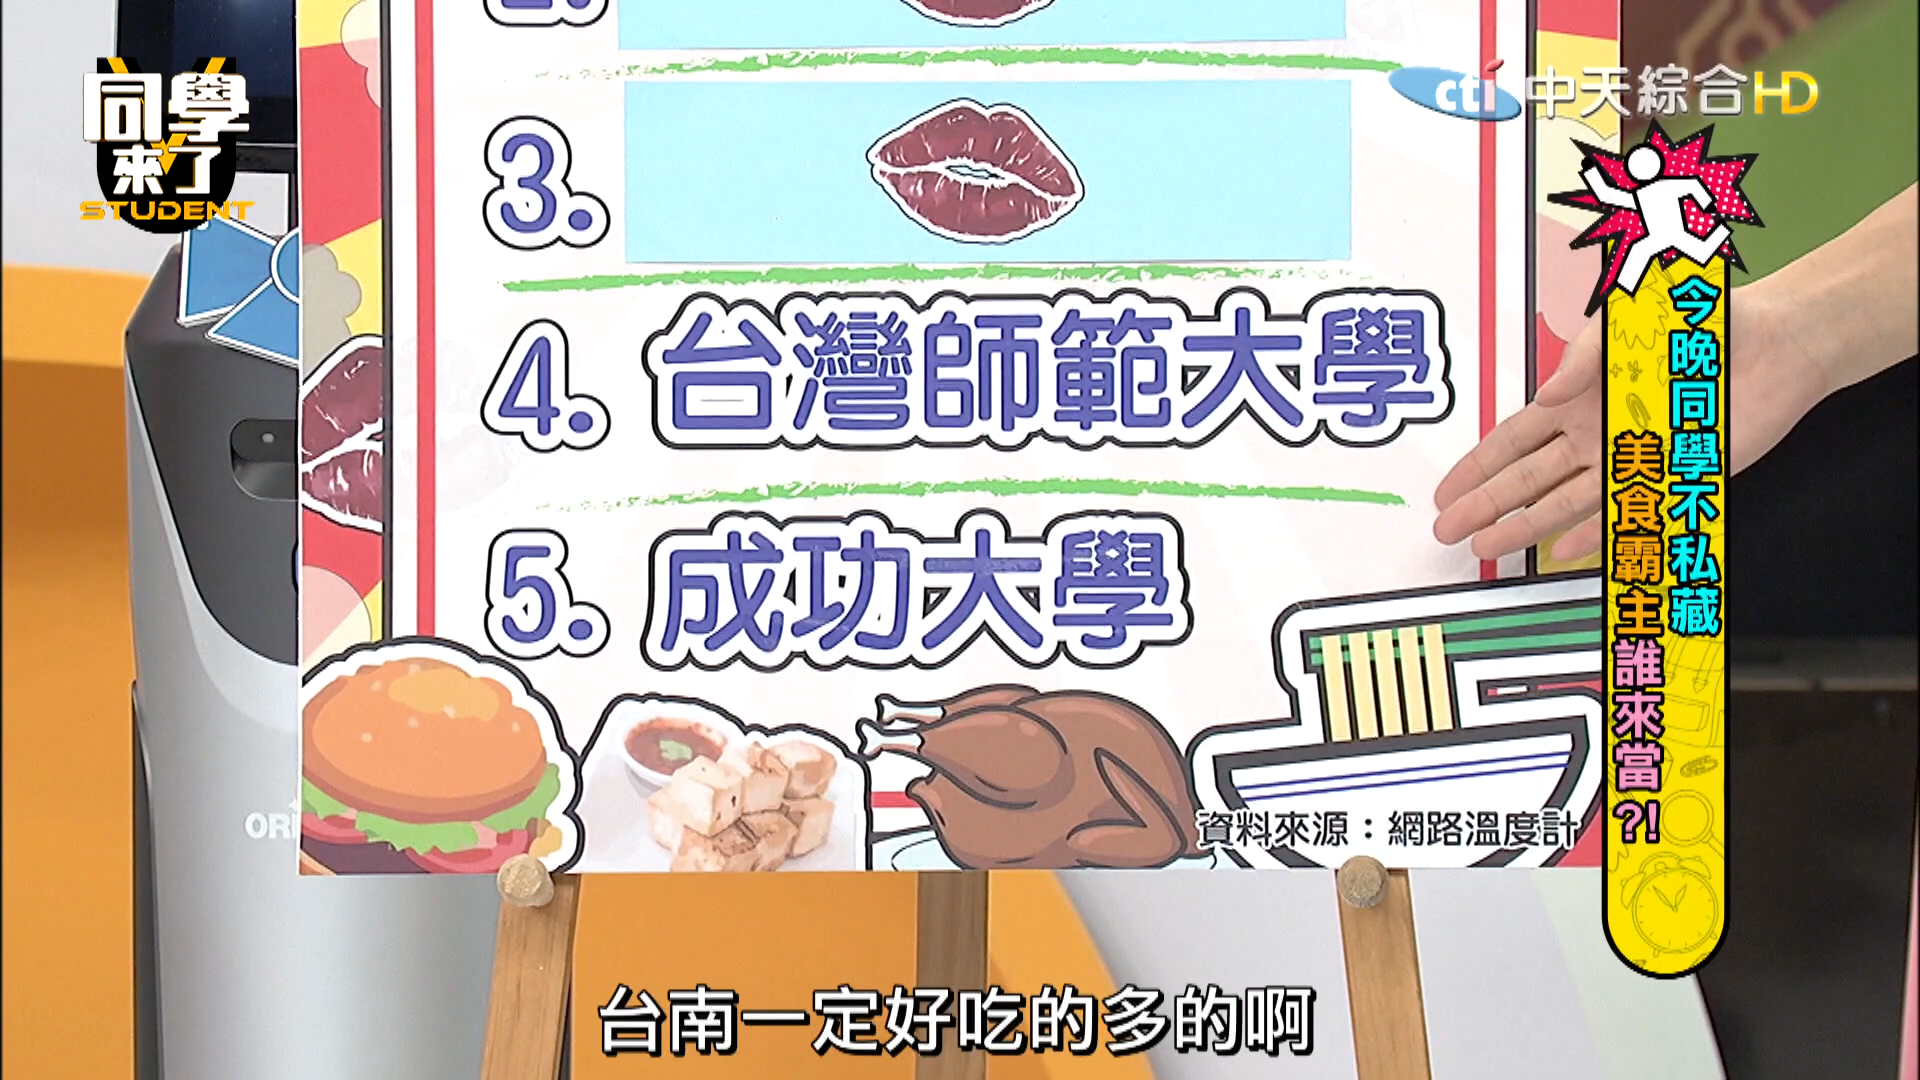 同學
來了
STUDENT
cti 中天綜合HD
3.
4. 台灣師範大學
5. 成功大學
資料來源：網路溫度計
今晚同學不私藏
美食霸主誰來當?!
台南一定好吃的多的啊